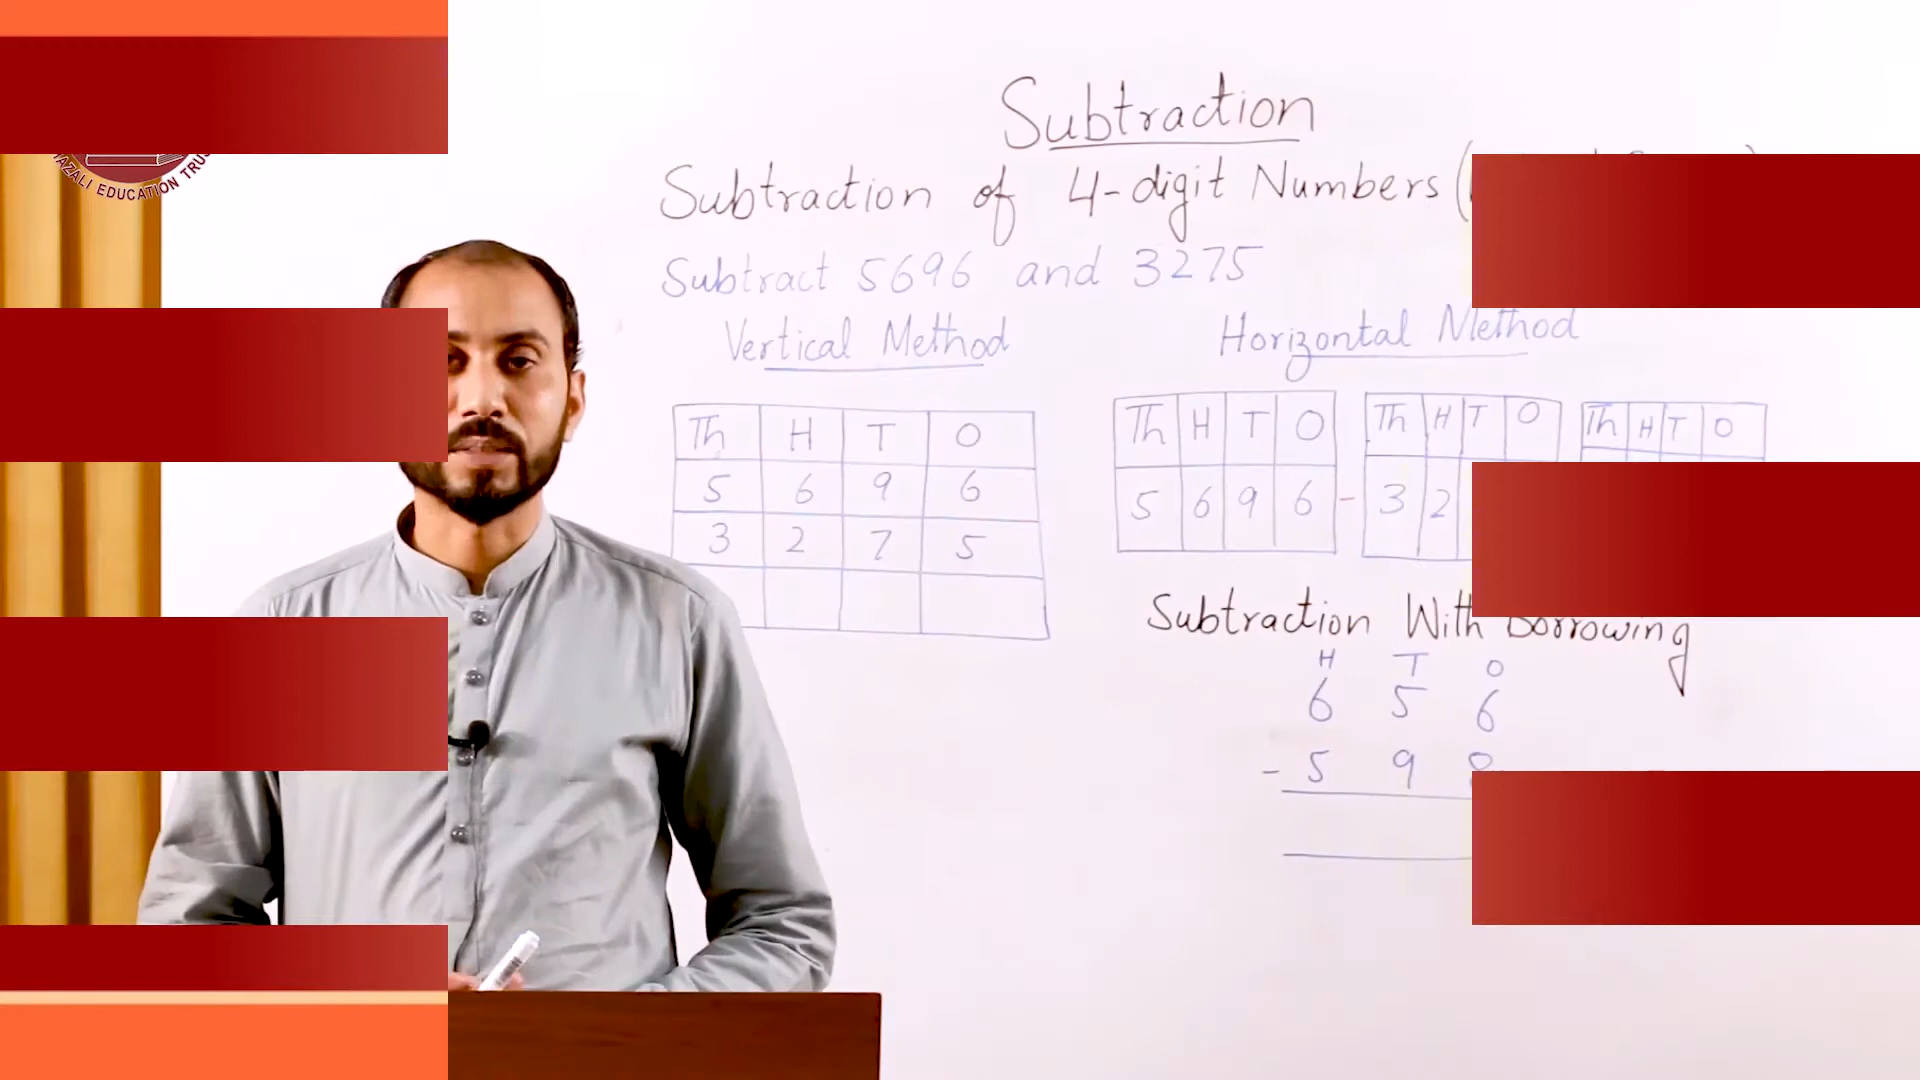 EDUCATION
Subtraction
Subtraction of 4-digit Numbers (
Subtract 5696 and 3275
Vertical Method
Horizontal Method
Th H T O
5 6 9 6
3 2 7 5
Th H T O
5 6 9 6
-
Th H T O
3 2
Th H T O
Subtraction With Borrowing
H T O
6 5 6
- 5 9